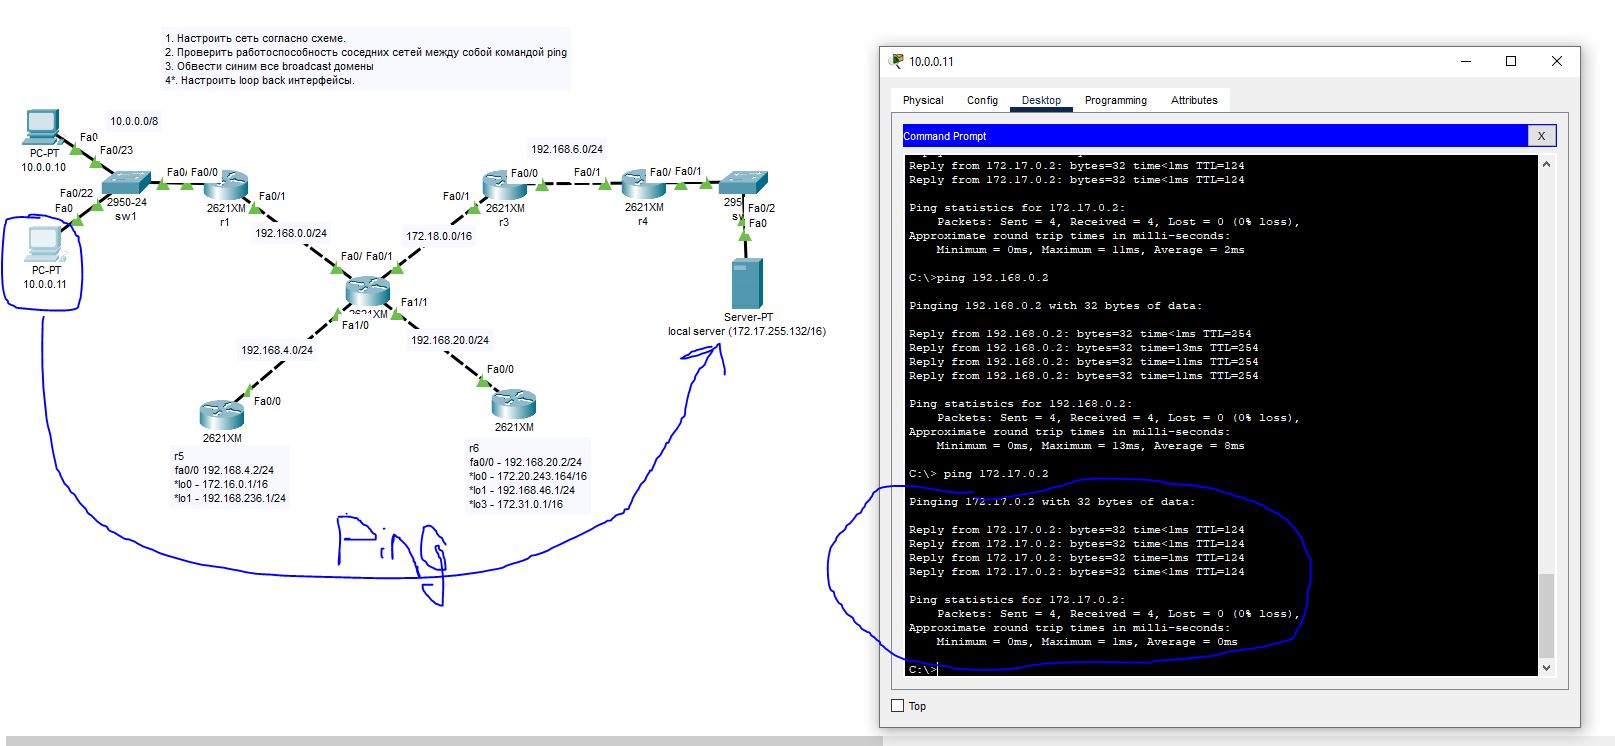 1. Настроить сеть согласно схеме.
2. Проверить работоспособность соседних сетей между собой командой ping
3. Обвести синим все broadcast домены
4*. Настроить loop back интерфейсы.
10.0.0.0/8
Fa0
Fa0/23
PC-PT
10.0.0.10
Fa0/22
Fa0
2950-24
sw1
Fa0/ Fa0/0
2621XM
r1
Fa0/1
PC-PT
10.0.0.11
192.168.0.0/24
192.168.6.0/24
Fa0/0
Fa0/1
Fa0/1
2621XM
r3
Fa0/ Fa0/1
2621XM
r4
295
Fa0/2
Fa0
172.18.0.0/16
Fa0/ Fa0/1
2621XM
Fa1/0
Fa1/1
Server-PT
local server (172.17.255.132/16)
192.168.4.0/24
192.168.20.0/24
Fa0/0
2621XM
Fa0/0
2621XM
r5
fa0/0 192.168.4.2/24
*lo0 - 172.16.0.1/16
*lo1 - 192.168.236.1/24
r6
fa0/0 - 192.168.20.2/24
*lo0 - 172.20.243.164/16
*lo1 - 192.168.46.1/24
*lo3 - 172.31.0.1/16
Ping
10.0.0.11
Physical Config Desktop Programming Attributes
Command Prompt
X
Reply from 172.17.0.2: bytes=32 time<1ms TTL=124
Reply from 172.17.0.2: bytes=32 time<1ms TTL=124
Ping statistics for 172.17.0.2:
Packets: Sent = 4, Received = 4, Lost = 0 (0% loss),
Approximate round trip times in milli-seconds:
Minimum = 0ms, Maximum = 11ms, Average = 2ms
C:\>ping 192.168.0.2
Pinging 192.168.0.2 with 32 bytes of data:
Reply from 192.168.0.2: bytes=32 time<1ms TTL=254
Reply from 192.168.0.2: bytes=32 time=13ms TTL=254
Reply from 192.168.0.2: bytes=32 time=11ms TTL=254
Reply from 192.168.0.2: bytes=32 time=11ms TTL=254
Ping statistics for 192.168.0.2:
Packets: Sent = 4, Received = 4, Lost = 0 (0% loss),
Approximate round trip times in milli-seconds:
Minimum = 0ms, Maximum = 13ms, Average = 8ms
C:\> ping 172.17.0.2
Pinging 172.17.0.2 with 32 bytes of data:
Reply from 172.17.0.2: bytes=32 time<1ms TTL=124
Reply from 172.17.0.2: bytes=32 time<1ms TTL=124
Reply from 172.17.0.2: bytes=32 time=1ms TTL=124
Reply from 172.17.0.2: bytes=32 time<1ms TTL=124
Ping statistics for 172.17.0.2:
Packets: Sent = 4, Received = 4, Lost = 0 (0% loss),
Approximate round trip times in milli-seconds:
Minimum = 0ms, Maximum = 1ms, Average = 0ms
C:\>
Top